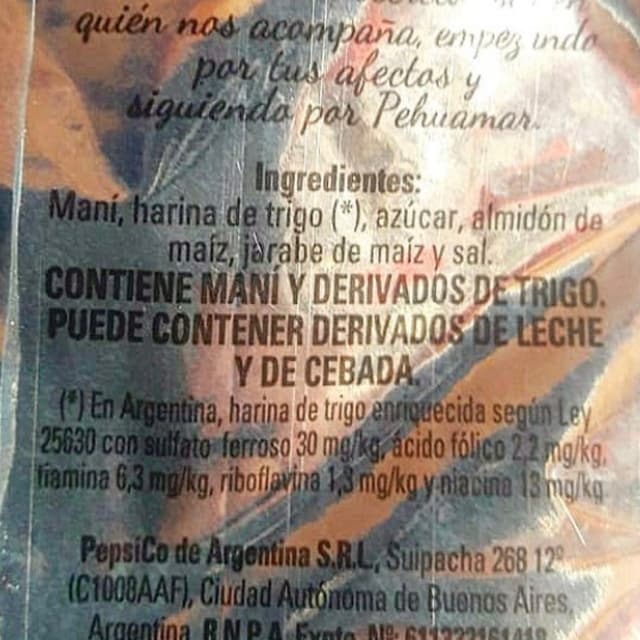 quién nos acompaña, empezando
por tus afectos y
siguiendo por Pehuamar.
Ingredientes:
Maní, harina de trigo (*), azúcar, almidón de
maíz, jarabe de maíz y sal.
CONTIENE MANÍ Y DERIVADOS DE TRIGO.
PUEDE CONTENER DERIVADOS DE LECHE
Y DE CEBADA.
(*) En Argentina, harina de trigo enriquecida según Ley
25630 con sulfato ferroso 30 mg/kg, ácido fólico 2,2 mg/kg,
tiamina 6,3 mg/kg, riboflavina 1,3 mg/kg y niacina 13 mg/kg
PepsiCo de Argentina S.R.L., Suipacha 268 12º
(C1008AAF), Ciudad Autónoma de Buenos Aires,
Argentina R.N.P.A. Expte. Nº: